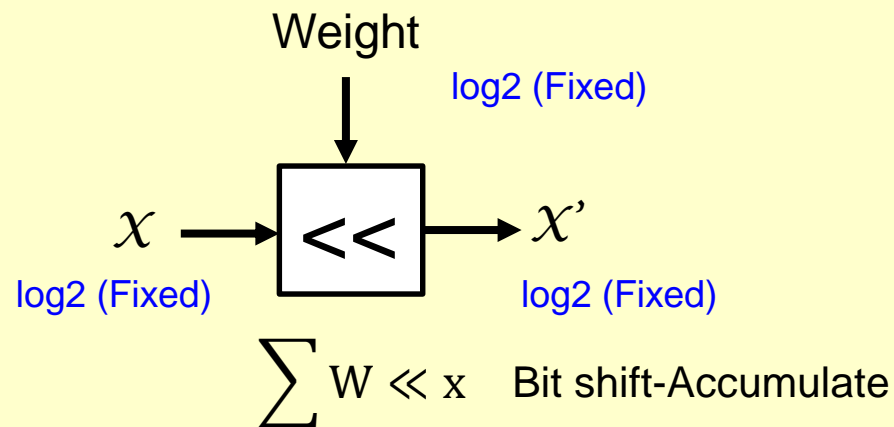 Weight
log2 (Fixed)
x << x’
log2 (Fixed) log2 (Fixed)
∑ W ≪ x Bit shift-Accumulate